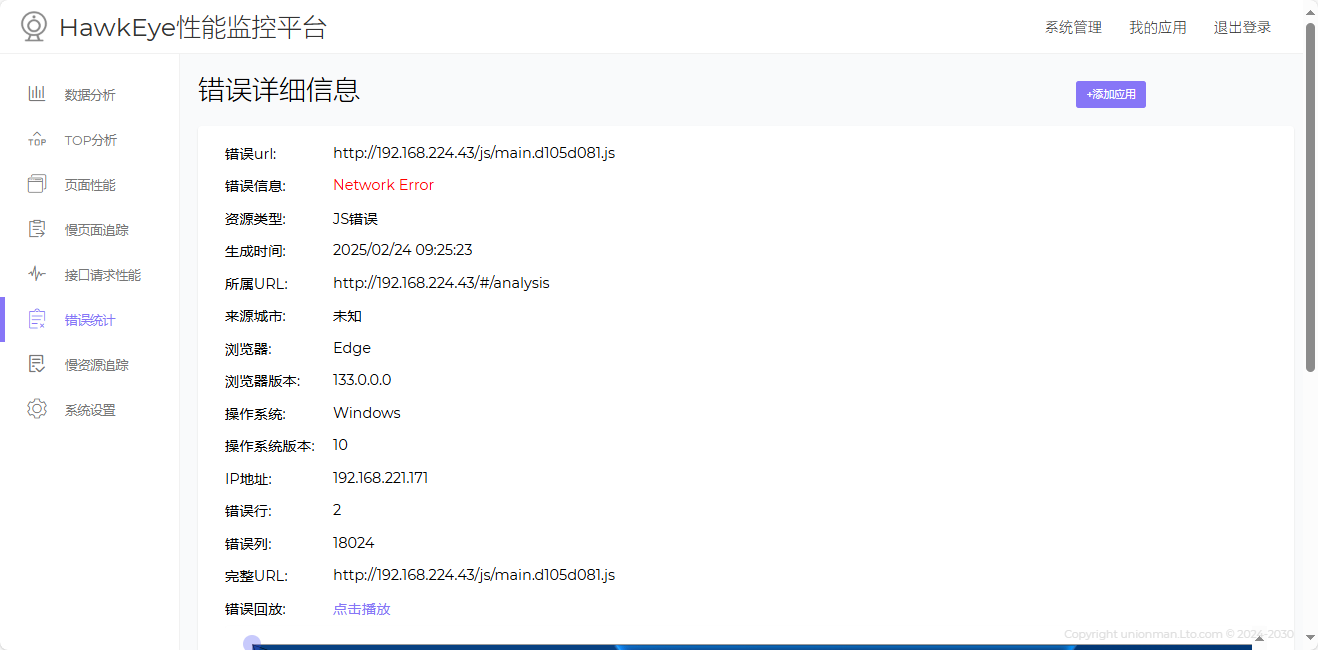 HawkEye性能监控平台
系统管理 我的应用 退出登录
数据分析
TOP分析
页面性能
慢页面追踪
接口请求性能
错误统计
慢资源追踪
系统设置
错误详细信息
+添加应用
错误url: http://192.168.224.43/js/main.d105d081.js
错误信息: Network Error
资源类型: JS错误
生成时间: 2025/02/24 09:25:23
所属URL: http://192.168.224.43/#/analysis
来源城市: 未知
浏览器: Edge
浏览器版本: 133.0.0.0
操作系统: Windows
操作系统版本: 10
IP地址: 192.168.221.171
错误行: 2
错误列: 18024
完整URL: http://192.168.224.43/js/main.d105d081.js
错误回放: 点击播放
Copyright unionman.Lto.com © 2024-2030